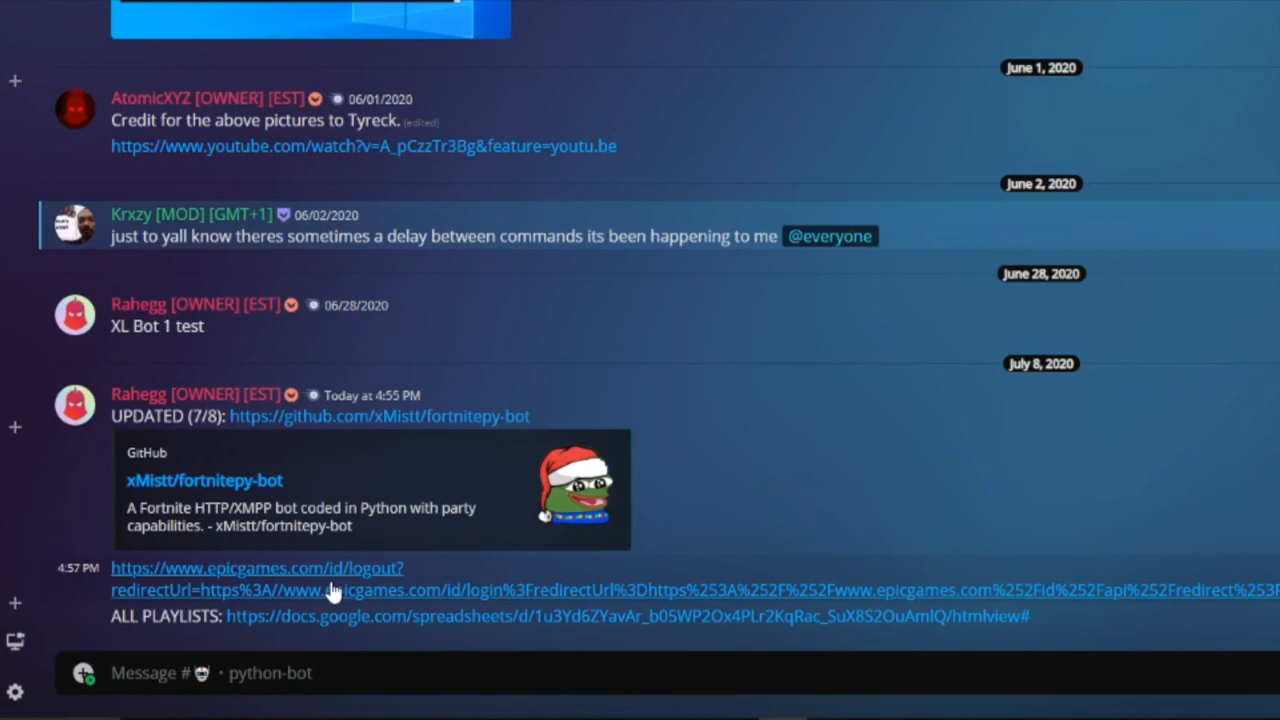 June 1, 2020
AtomicXYZ [OWNER] [EST] 06/01/2020
Credit for the above pictures to Tyreck. (edited)
https://www.youtube.com/watch?v=A_pCzzTr3Bg&feature=youtu.be
June 2, 2020
Krxzy [MOD] [GMT+1] 06/02/2020
just to yall know theres sometimes a delay between commands its been happening to me @everyone
June 28, 2020
Rahegg [OWNER] [EST] 06/28/2020
XL Bot 1 test
July 8, 2020
Rahegg [OWNER] [EST] Today at 4:55 PM
UPDATED (7/8): https://github.com/xMistt/fortnitepy-bot
GitHub
xMistt/fortnitepy-bot
A Fortnite HTTP/XMPP bot coded in Python with party
capabilities. - xMistt/fortnitepy-bot
4:57 PM https://www.epicgames.com/id/logout?
redirectUrl=https%3A//www.epicgames.com/id/login%3FredirectUrl%3Dhttps%253A%252F%252Fwww.epicgames.com%252Fid%252Fapi%252Fredirect%253F
ALL PLAYLISTS: https://docs.google.com/spreadsheets/d/1u3Yd6ZYavAr_b05WP2Ox4PLr2KqRac_SuX8S2OuAmlQ/htmlview#
Message # • python-bot